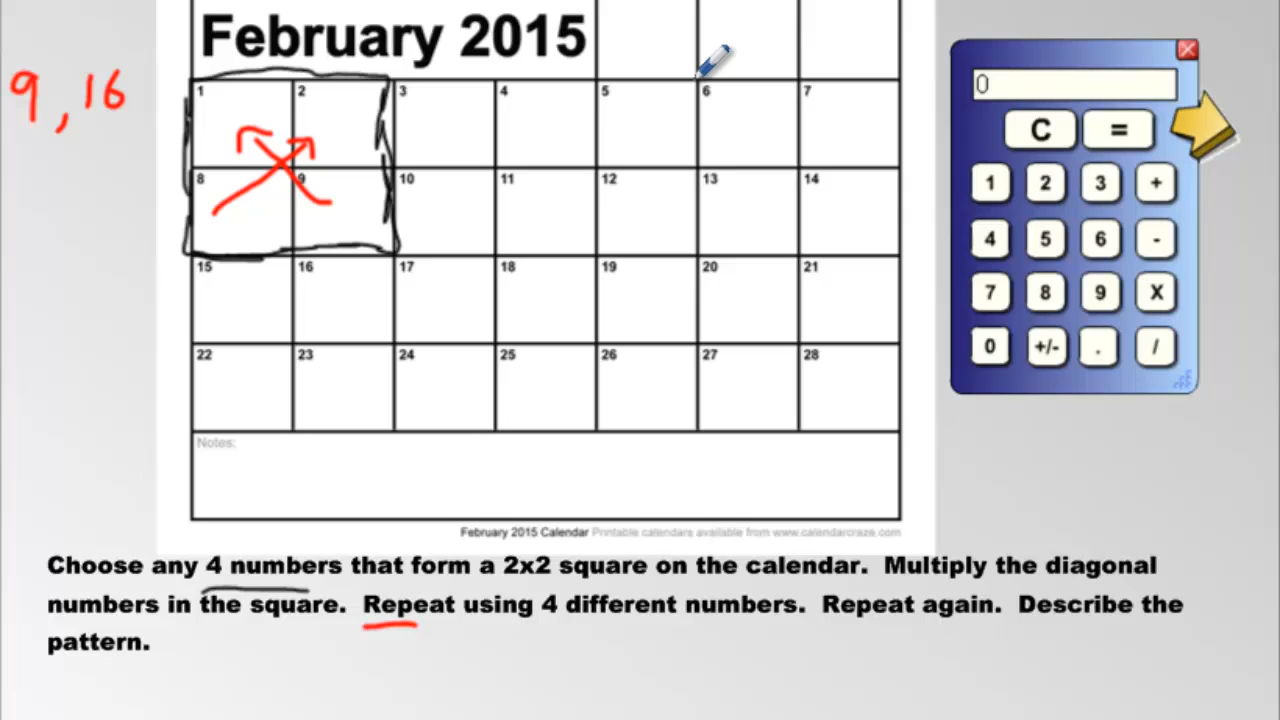 February 2015
9, 16
1 2 3 4 5 6 7
8 9 10 11 12 13 14
15 16 17 18 19 20 21
22 23 24 25 26 27 28
Notes:
February 2015 Calendar Printable calendars available from www.calendarcraze.com
0
C =
1 2 3 +
4 5 6 -
7 8 9 X
0 +/- . /
Choose any 4 numbers that form a 2x2 square on the calendar. Multiply the diagonal
numbers in the square. Repeat using 4 different numbers. Repeat again. Describe the
pattern.